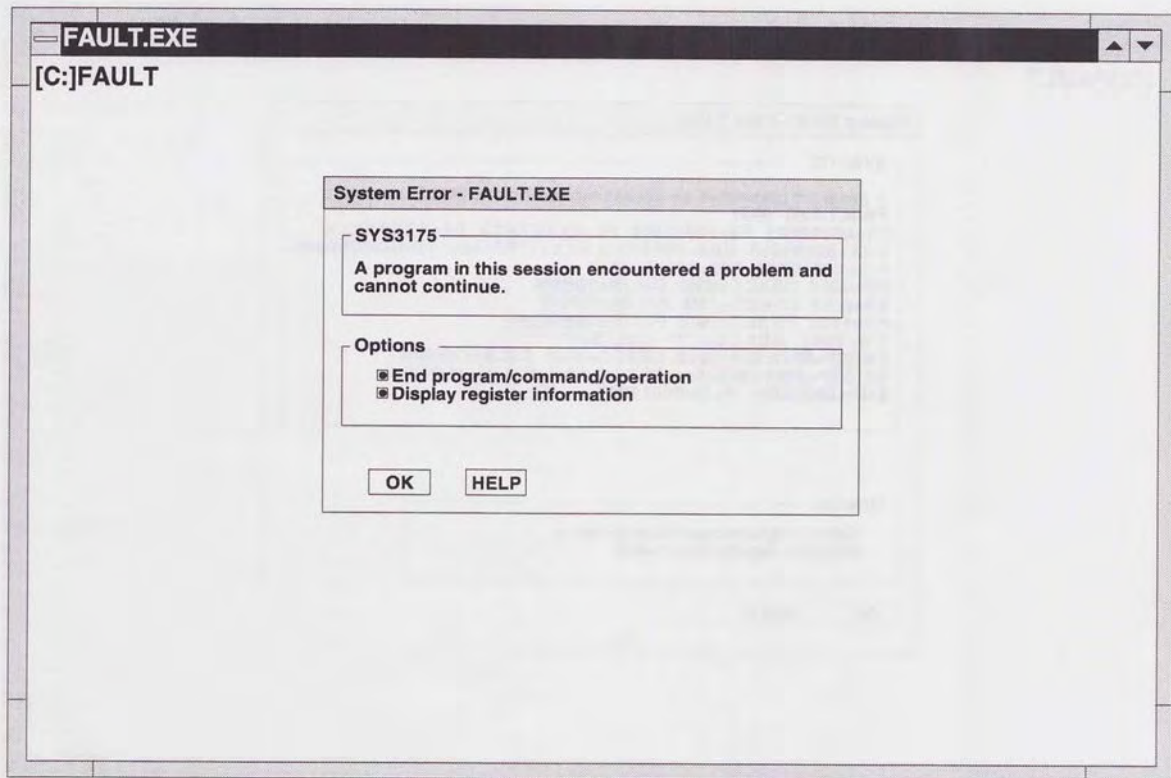 FAULT.EXE
[C:]FAULT
System Error - FAULT.EXE
SYS3175
A program in this session encountered a problem and
cannot continue.
Options
End program/command/operation
Display register information
OK
HELP